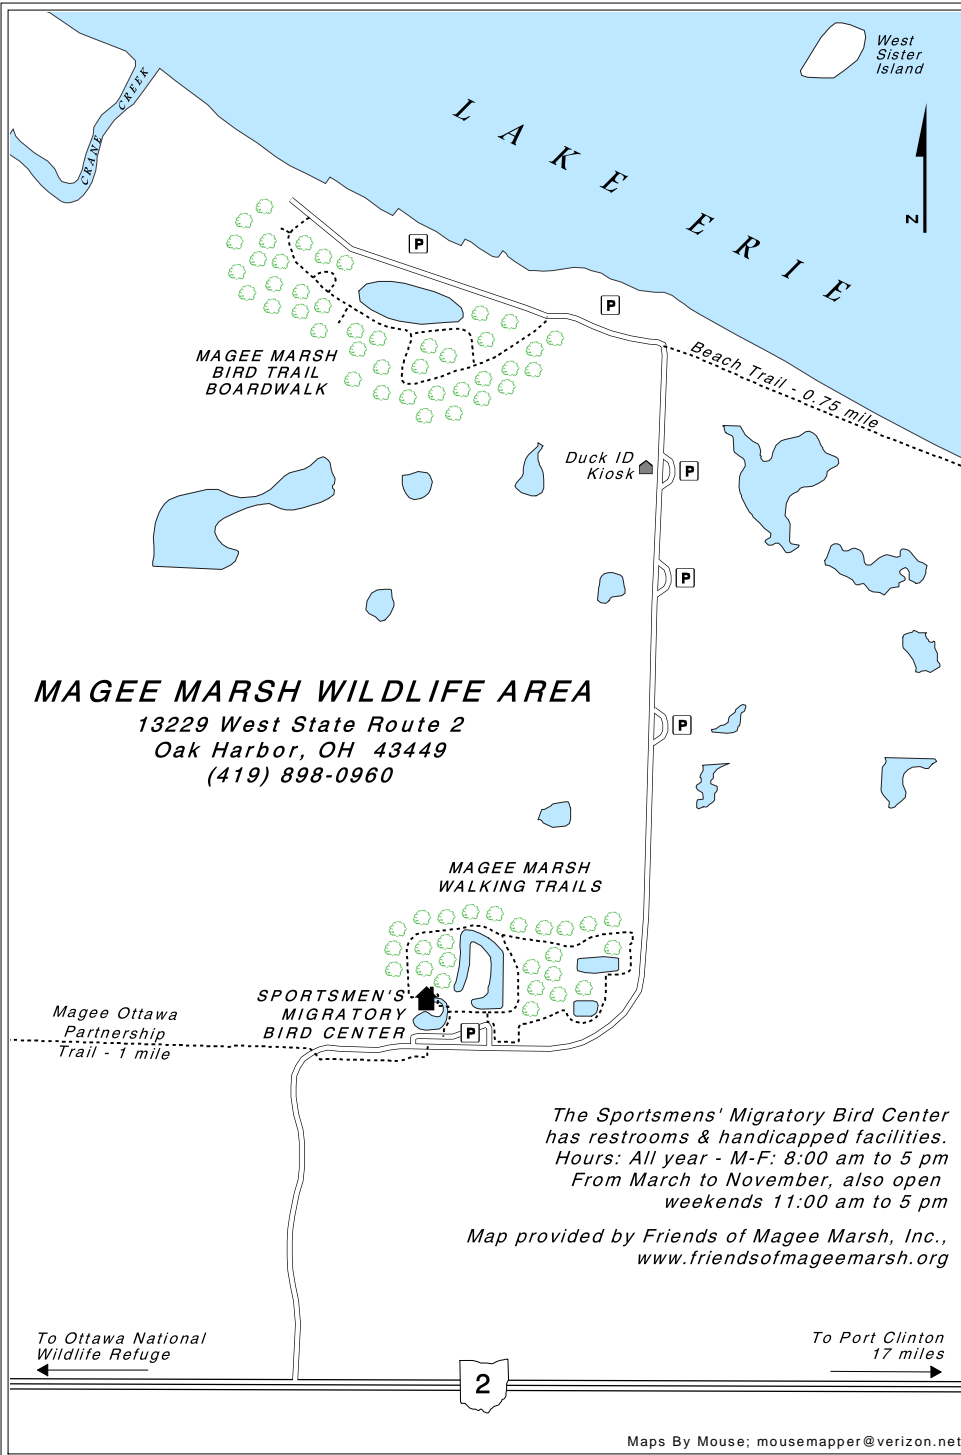 West
Sister
Island
CRANE CREEK
LAKE ERIE
N
P
P
MAGEE MARSH
BIRD TRAIL
BOARDWALK
Beach Trail - 0.75 mile
Duck ID
Kiosk
P
P
MAGEE MARSH WILDLIFE AREA
13229 West State Route 2
Oak Harbor, OH 43449
(419) 898-0960
P
MAGEE MARSH
WALKING TRAILS
SPORTSMEN'S
MIGRATORY
BIRD CENTER
P
Magee Ottawa
Partnership
Trail - 1 mile
The Sportsmens' Migratory Bird Center
has restrooms & handicapped facilities.
Hours: All year - M-F: 8:00 am to 5 pm
From March to November, also open
weekends 11:00 am to 5 pm
Map provided by Friends of Magee Marsh, Inc.,
www.friendsofmageemarsh.org
To Ottawa National
Wildlife Refuge
To Port Clinton
17 miles
2
Maps By Mouse; mousemapper@verizon.net